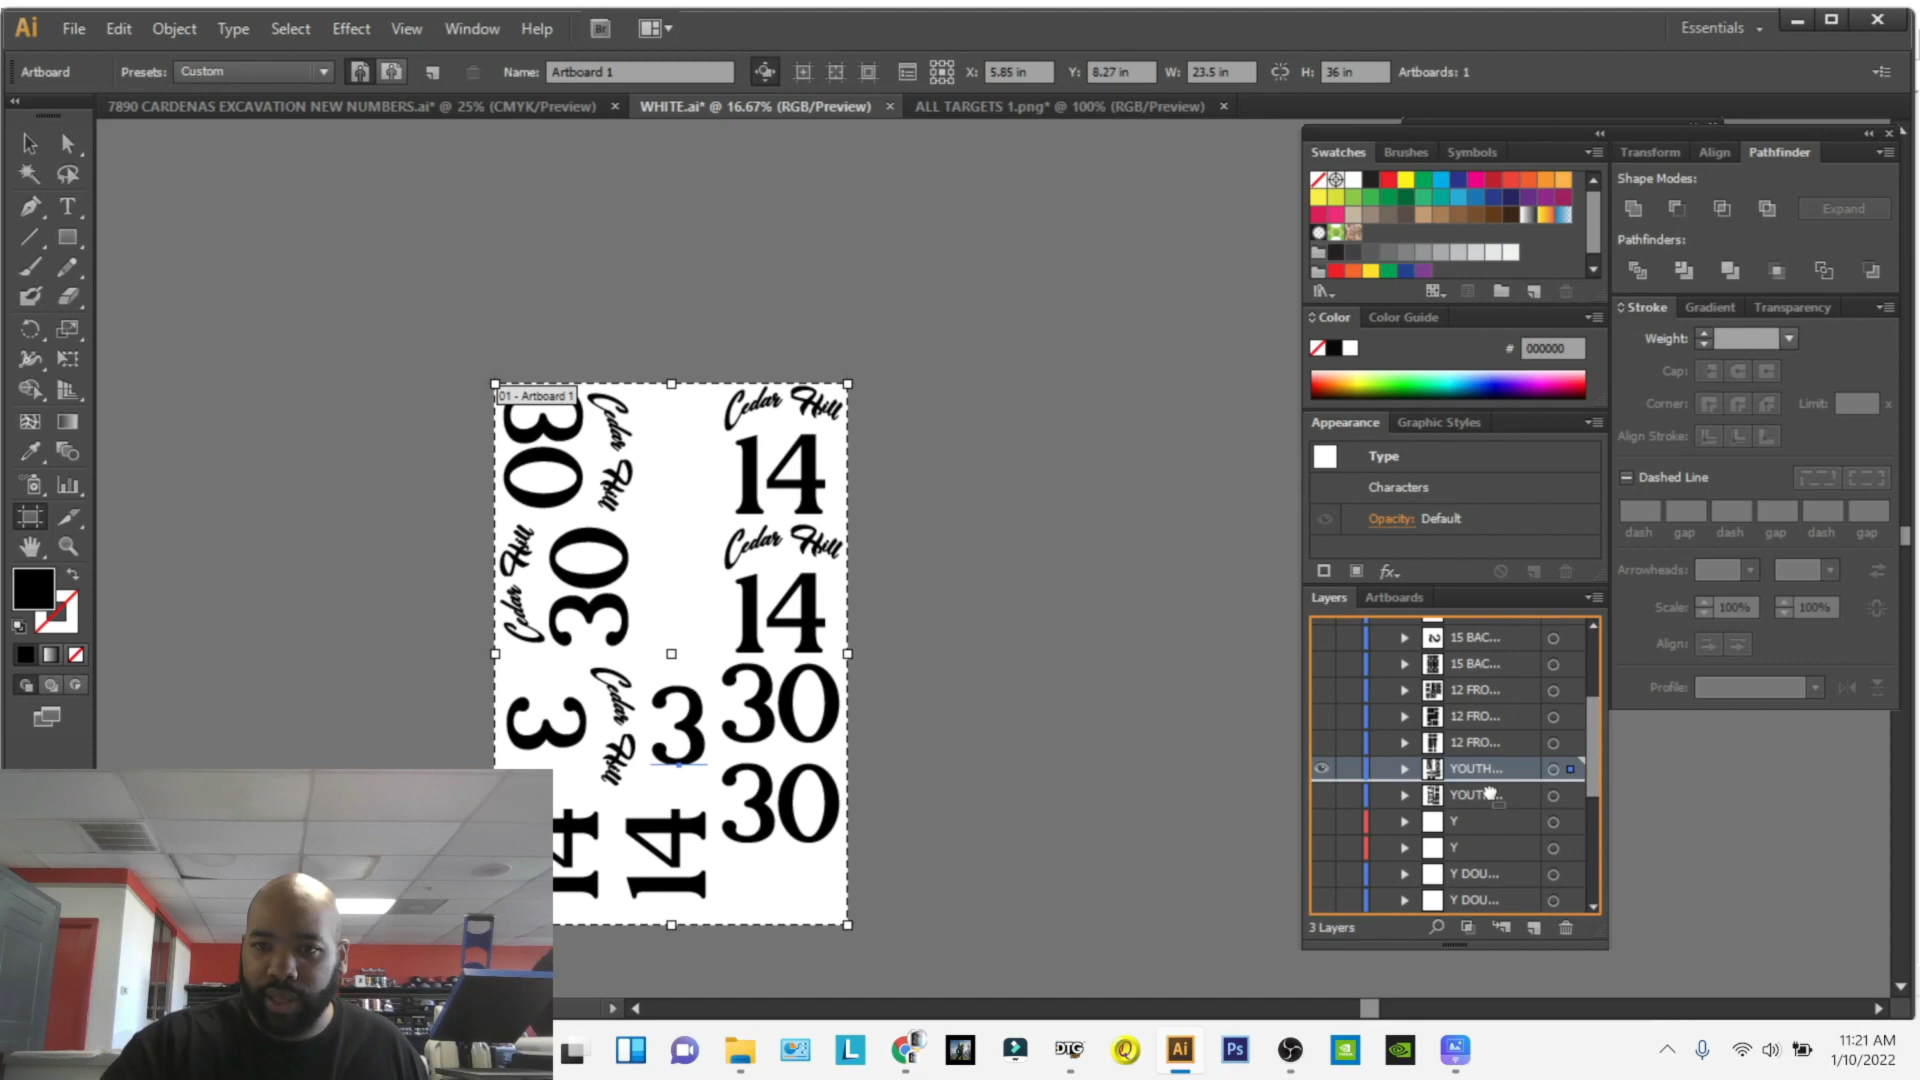 Ai File Edit Object Type Select Effect View Window Help Br Essentials
Artboard Presets: Custom Name: Artboard 1 X: 5.85 in Y: 8.27 in W: 23.5 in H: 36 in Artboards: 1
7890 CARDENAS EXCAVATION NEW NUMBERS.ai* @ 25% (CMYK/Preview) × WHITE.ai* @ 16.67% (RGB/Preview) × ALL TARGETS 1.png* @ 100% (RGB/Preview) ×
Swatches Brushes Symbols
Transform Align Pathfinder
Shape Modes:
Expand
Pathfinders:
Color Color Guide
# 000000
Stroke Gradient Transparency
Weight:
Cap:
Corner: Limit: x
Align Stroke:
Dashed Line
dash gap dash gap dash gap
Arrowheads:
Scale: 100% 100%
Align:
Profile:
Appearance Graphic Styles
Type
Characters
Opacity: Default
fx
Layers Artboards
15 BAC...
15 BAC...
12 FRO...
12 FRO...
12 FRO...
YOUTH...
YOUT
Y
Y
Y DOU...
Y DOU...
3 Layers
01 - Artboard 1
30
Cedar Hill
Cedar Hill
14
Cedar Hill
30
Cedar Hill
14
3
Cedar Hill
3
30
14
14
30
L DTG Ai Ps
11:21 AM
1/10/2022